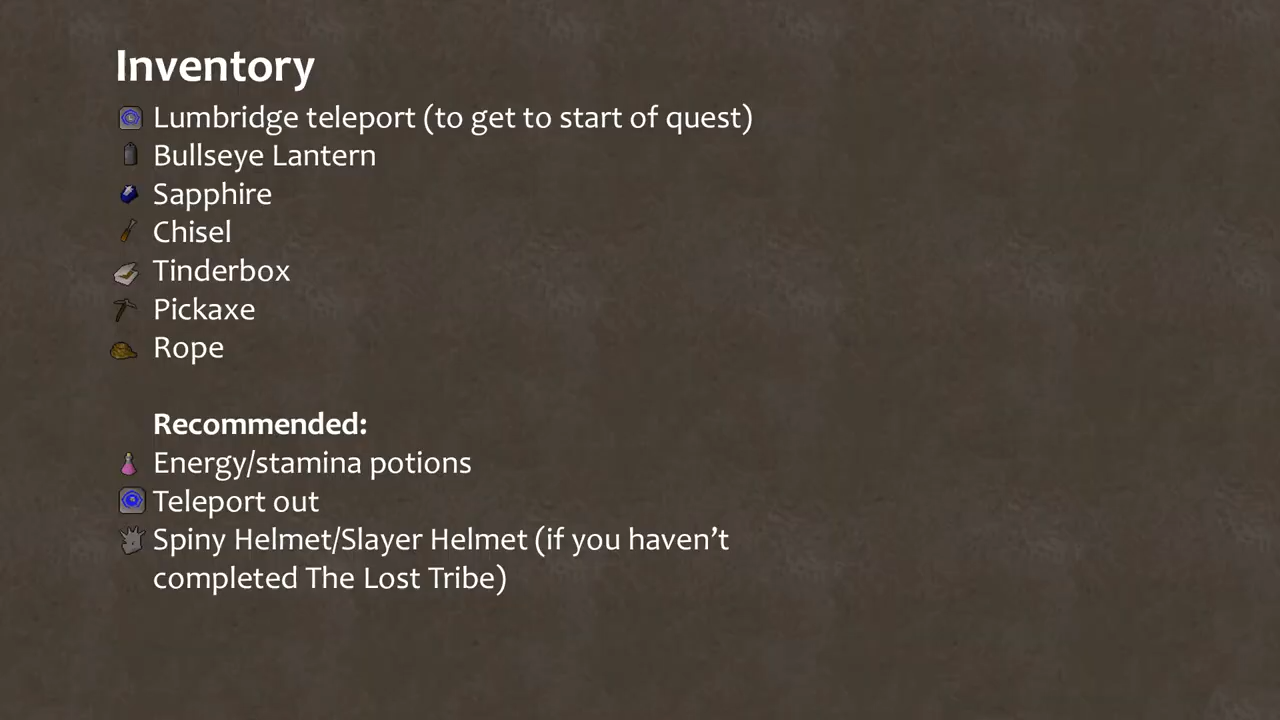 Inventory
Lumbridge teleport (to get to start of quest)
Bullseye Lantern
Sapphire
Chisel
Tinderbox
Pickaxe
Rope
Recommended:
Energy/stamina potions
Teleport out
Spiny Helmet/Slayer Helmet (if you haven’t
completed The Lost Tribe)